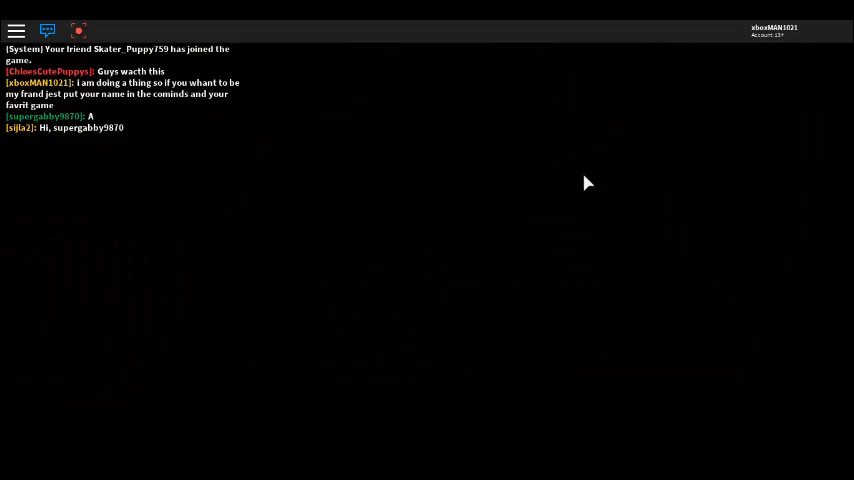 xboxMAN1021
Account: 13+
[System] Your friend Skater_Puppy759 has joined the
game.
[ChloesCutePuppys]: Guys wacth this
[xboxMAN1021]: i am doing a thing so if you whant to be
my frand jest put your name in the cominds and your
favrit game
[supergabby9870]: A
[sijla2]: Hi, supergabby9870